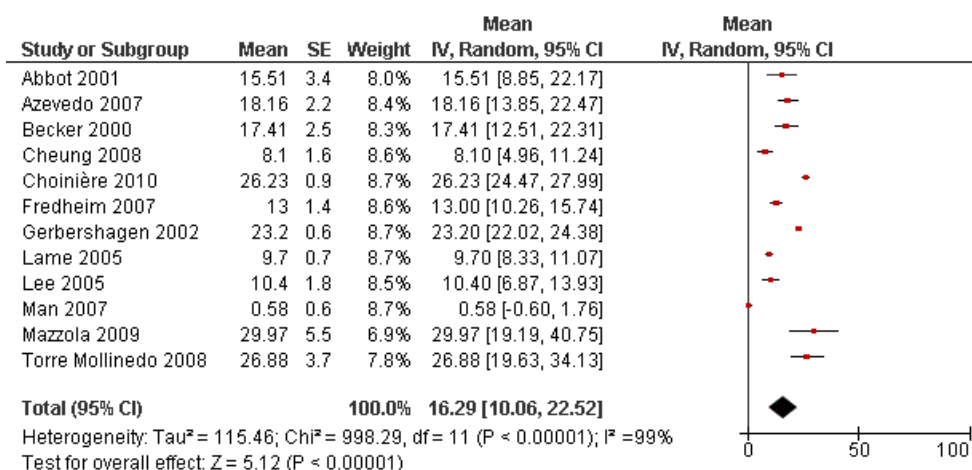 Mean Mean
Study or Subgroup Mean SE Weight IV, Random, 95% CI IV, Random, 95% CI
Abbot 2001 15.51 3.4 8.0% 15.51 [8.85, 22.17]
Azevedo 2007 18.16 2.2 8.4% 18.16 [13.85, 22.47]
Becker 2000 17.41 2.5 8.3% 17.41 [12.51, 22.31]
Cheung 2008 8.1 1.6 8.6% 8.10 [4.96, 11.24]
Choinière 2010 26.23 0.9 8.7% 26.23 [24.47, 27.99]
Fredheim 2007 13 1.4 8.6% 13.00 [10.26, 15.74]
Gerbershagen 2002 23.2 0.6 8.7% 23.20 [22.02, 24.38]
Lame 2005 9.7 0.7 8.7% 9.70 [8.33, 11.07]
Lee 2005 10.4 1.8 8.5% 10.40 [6.87, 13.93]
Man 2007 0.58 0.6 8.7% 0.58 [-0.60, 1.76]
Mazzola 2009 29.97 5.5 6.9% 29.97 [19.19, 40.75]
Torre Mollinedo 2008 26.88 3.7 7.8% 26.88 [19.63, 34.13]
Total (95% CI) 100.0% 16.29 [10.06, 22.52]
Heterogeneity: Tau² = 115.46; Chi² = 998.29, df = 11 (P < 0.00001); I² =99%
Test for overall effect: Z = 5.12 (P < 0.00001)
0 50 100